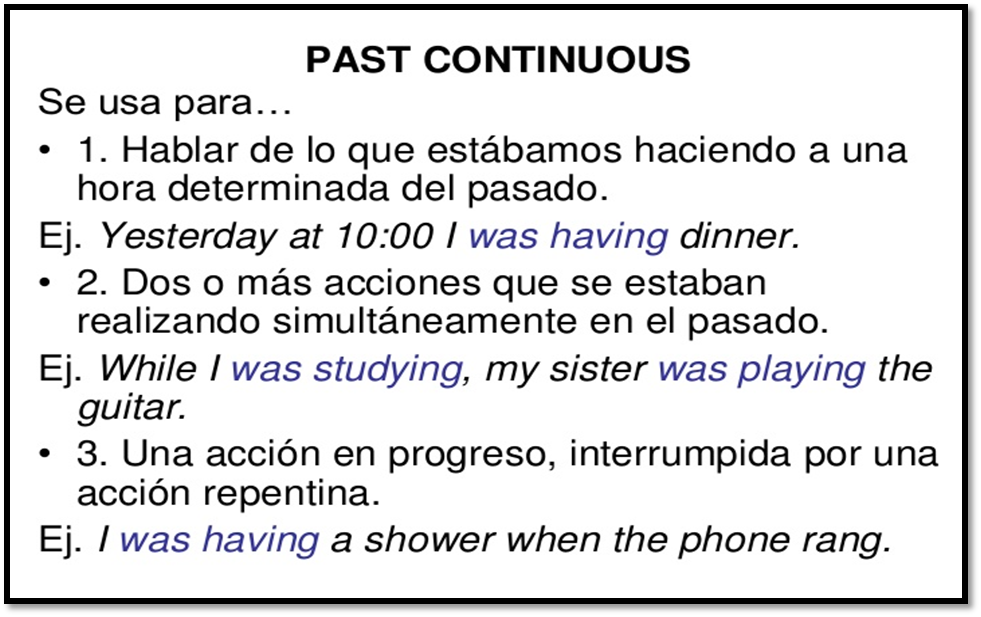 PAST CONTINUOUS
Se usa para…
• 1. Hablar de lo que estábamos haciendo a una
hora determinada del pasado.
Ej. Yesterday at 10:00 I was having dinner.
• 2. Dos o más acciones que se estaban
realizando simultáneamente en el pasado.
Ej. While I was studying, my sister was playing the
guitar.
• 3. Una acción en progreso, interrumpida por una
acción repentina.
Ej. I was having a shower when the phone rang.